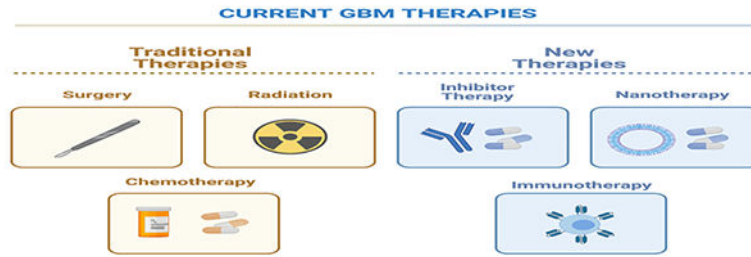 CURRENT GBM THERAPIES
Traditional
Therapies
New
Therapies
Surgery
Radiation
Inhibitor
Therapy
Nanotherapy
Chemotherapy
Immunotherapy